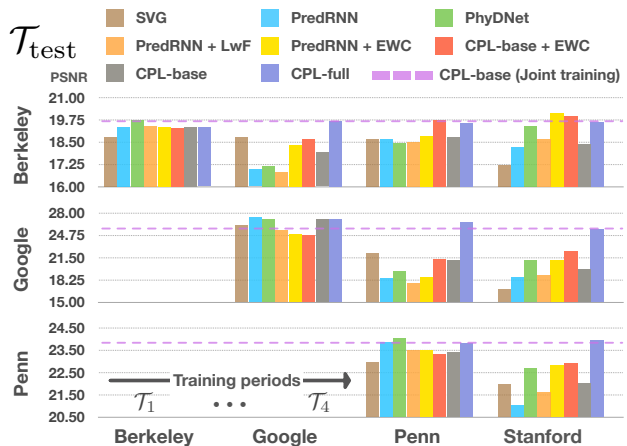 T_test
SVG PredRNN PhyDNet
PredRNN + LwF PredRNN + EWC CPL-base + EWC
CPL-base CPL-full CPL-base (Joint training)
PSNR
Berkeley
21.00
19.75
18.50
17.25
16.00
Google
28.00
24.75
21.50
18.25
15.00
Penn
24.50
23.50
22.50
21.50
20.50
Training periods
T_1 ... T_4
Berkeley Google Penn Stanford